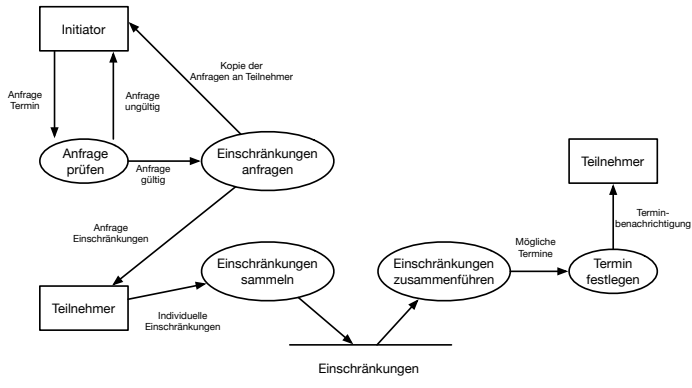 Initiator
Kopie der
Anfragen an Teilnehmer
Anfrage
Termin
Anfrage
ungültig
Anfrage
prüfen
Anfrage
gültig
Einschränkungen
anfragen
Teilnehmer
Anfrage
Einschränkungen
Termin-
benachrichtigung
Einschränkungen
sammeln
Einschränkungen
zusammenführen
Mögliche
Termine
Termin
festlegen
Teilnehmer
Individuelle
Einschränkungen
Einschränkungen